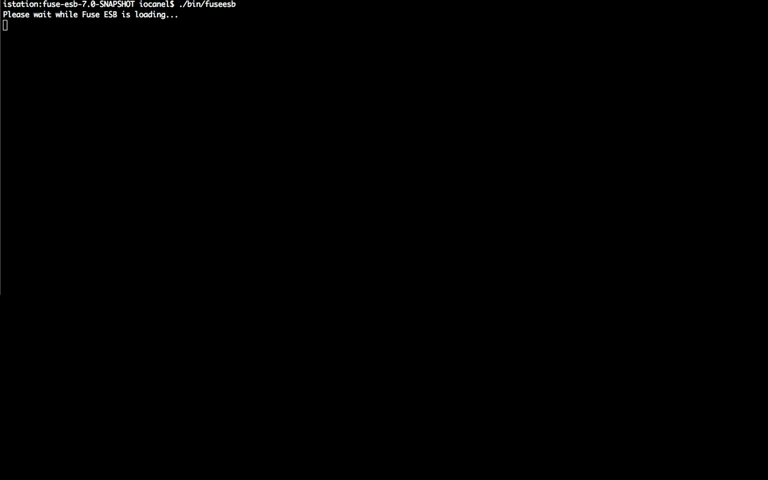 istation:fuse-esb-7.0-SNAPSHOT iocanel$ ./bin/fuseesb
Please wait while Fuse ESB is loading...